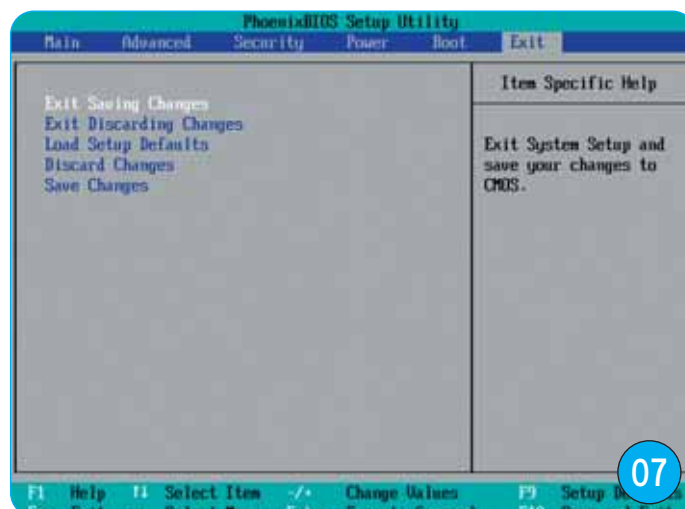 PhoenixBIOS Setup Utility
Main Advanced Security Power Boot Exit
Item Specific Help
Exit Saving Changes
Exit Discarding Changes
Load Setup Defaults
Discard Changes
Save Changes
Exit System Setup and
save your changes to
CMOS.
07
F1 Help ↑↓ Select Item -/+ Change Values F9 Setup